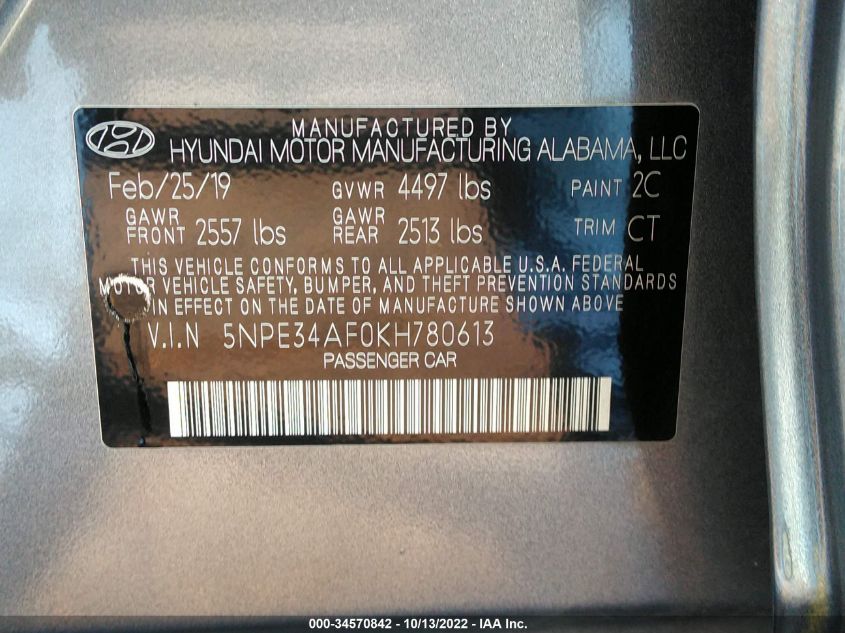 MANUFACTURED BY
HYUNDAI MOTOR MANUFACTURING ALABAMA, LLC
Feb/25/19 GVWR 4497 lbs PAINT 2C
GAWR FRONT 2557 lbs GAWR REAR 2513 lbs TRIM CT
THIS VEHICLE CONFORMS TO ALL APPLICABLE U.S.A. FEDERAL
MOTOR VEHICLE SAFETY, BUMPER, AND THEFT PREVENTION STANDARDS
IN EFFECT ON THE DATE OF MANUFACTURE SHOWN ABOVE
V.I.N 5NPE34AF0KH780613
PASSENGER CAR
000-34570842 - 10/13/2022 - IAA Inc.